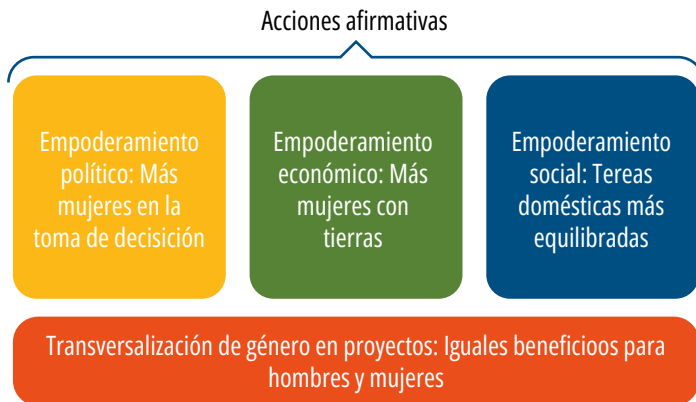 Acciones afirmativas
Empoderamiento
político: Más
mujeres en la
toma de decisición
Empoderamiento
económico: Más
mujeres con
tierras
Empoderamiento
social: Tereas
domésticas más
equilibradas
Transversalización de género en proyectos: Iguales beneficioos para
hombres y mujeres